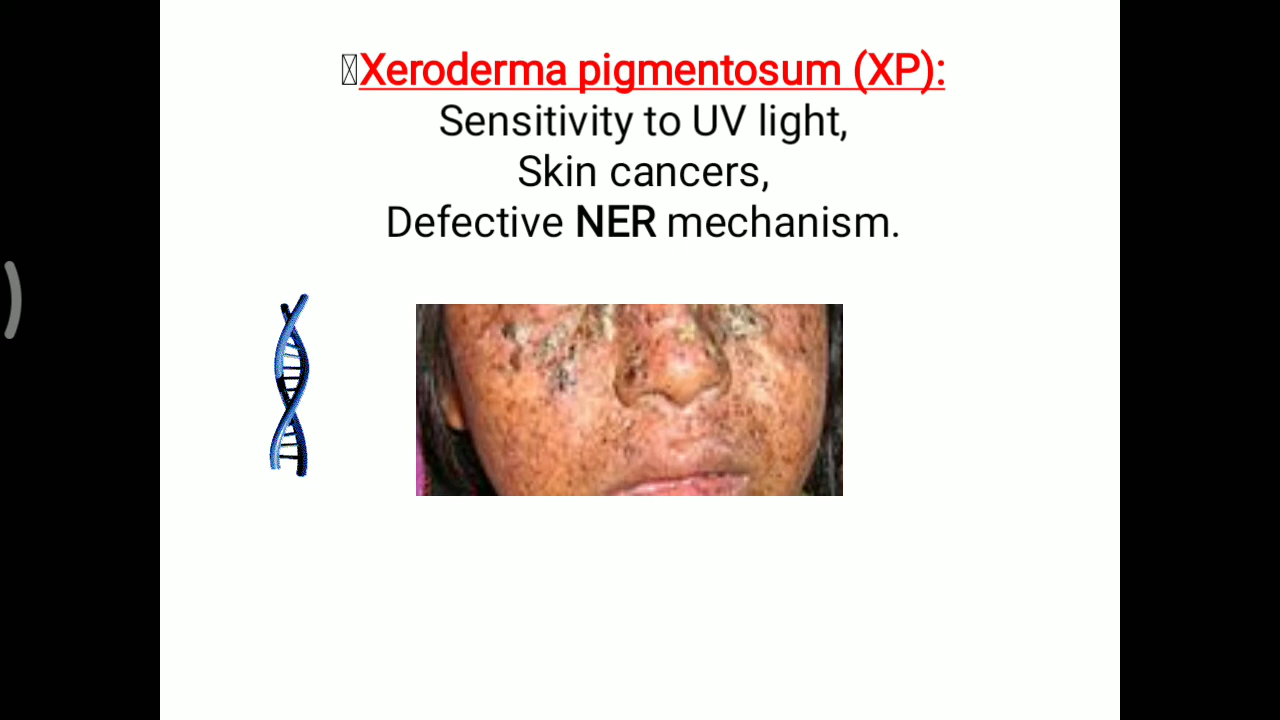 Xeroderma pigmentosum (XP):
Sensitivity to UV light,
Skin cancers,
Defective NER mechanism.